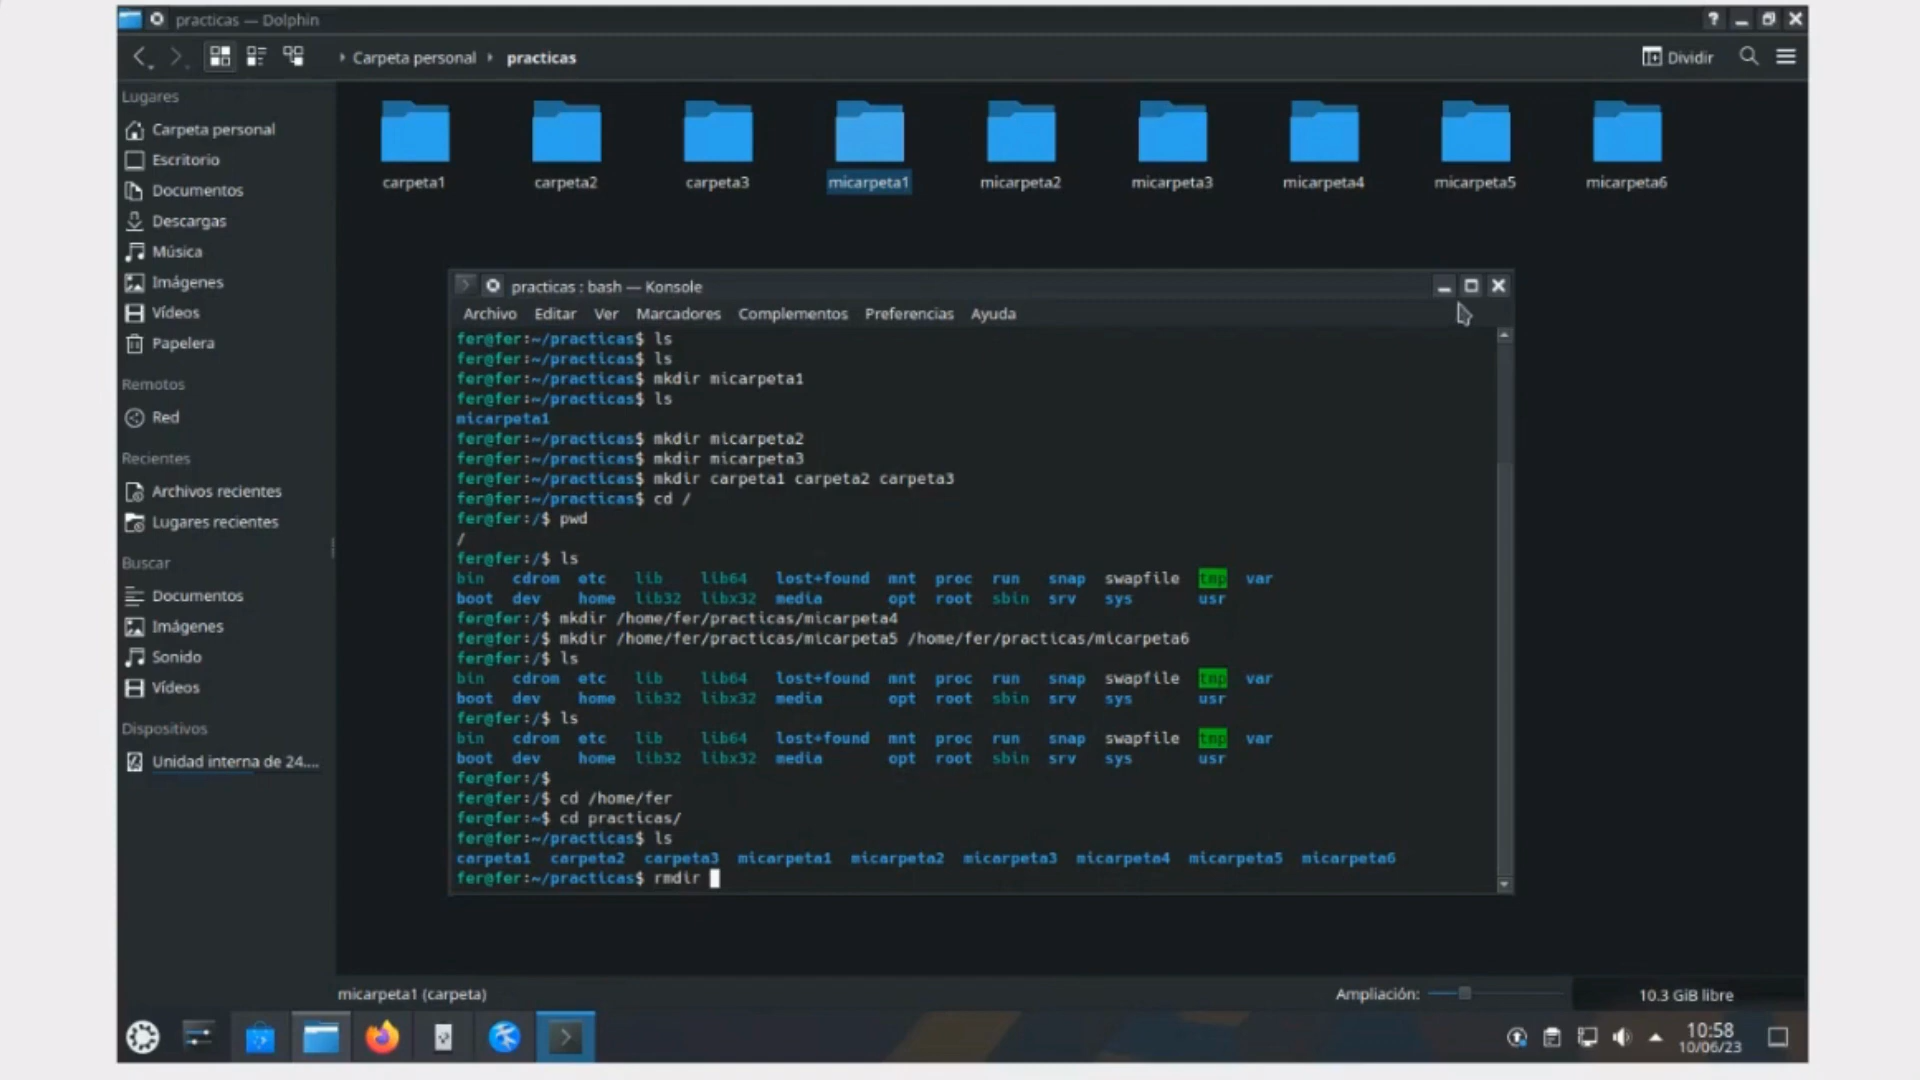 practicas — Dolphin
Carpeta personal practicas
Dividir
Lugares
Carpeta personal
Escritorio
Documentos
Descargas
Música
Imágenes
Vídeos
Papelera
Remotos
Red
Recientes
Archivos recientes
Lugares recientes
Buscar
Documentos
Imágenes
Sonido
Vídeos
Dispositivos
Unidad interna de 24....
carpeta1 carpeta2 carpeta3 micarpeta1 micarpeta2 micarpeta3 micarpeta4 micarpeta5 micarpeta6
practicas : bash — Konsole
Archivo Editar Ver Marcadores Complementos Preferencias Ayuda
fer@fer:~/practicas$ ls
fer@fer:~/practicas$ ls
fer@fer:~/practicas$ mkdir micarpeta1
fer@fer:~/practicas$ ls
micarpeta1
fer@fer:~/practicas$ mkdir micarpeta2
fer@fer:~/practicas$ mkdir micarpeta3
fer@fer:~/practicas$ mkdir carpeta1 carpeta2 carpeta3
fer@fer:~/practicas$ cd /
fer@fer:/$ pwd
/
fer@fer:/$ ls
bin cdrom etc lib lib64 lost+found mnt proc run snap swapfile tmp var
boot dev home lib32 libx32 media opt root sbin srv sys usr
fer@fer:/$ mkdir /home/fer/practicas/micarpeta4
fer@fer:/$ mkdir /home/fer/practicas/micarpeta5 /home/fer/practicas/micarpeta6
fer@fer:/$ ls
bin cdrom etc lib lib64 lost+found mnt proc run snap swapfile tmp var
boot dev home lib32 libx32 media opt root sbin srv sys usr
fer@fer:/$ ls
bin cdrom etc lib lib64 lost+found mnt proc run snap swapfile tmp var
boot dev home lib32 libx32 media opt root sbin srv sys usr
fer@fer:/$
fer@fer:/$ cd /home/fer
fer@fer:~$ cd practicas/
fer@fer:~/practicas$ ls
carpeta1 carpeta2 carpeta3 micarpeta1 micarpeta2 micarpeta3 micarpeta4 micarpeta5 micarpeta6
fer@fer:~/practicas$ rmdir
micarpeta1 (carpeta)
Ampliación:
10.3 GiB libre
10:58
10/06/23